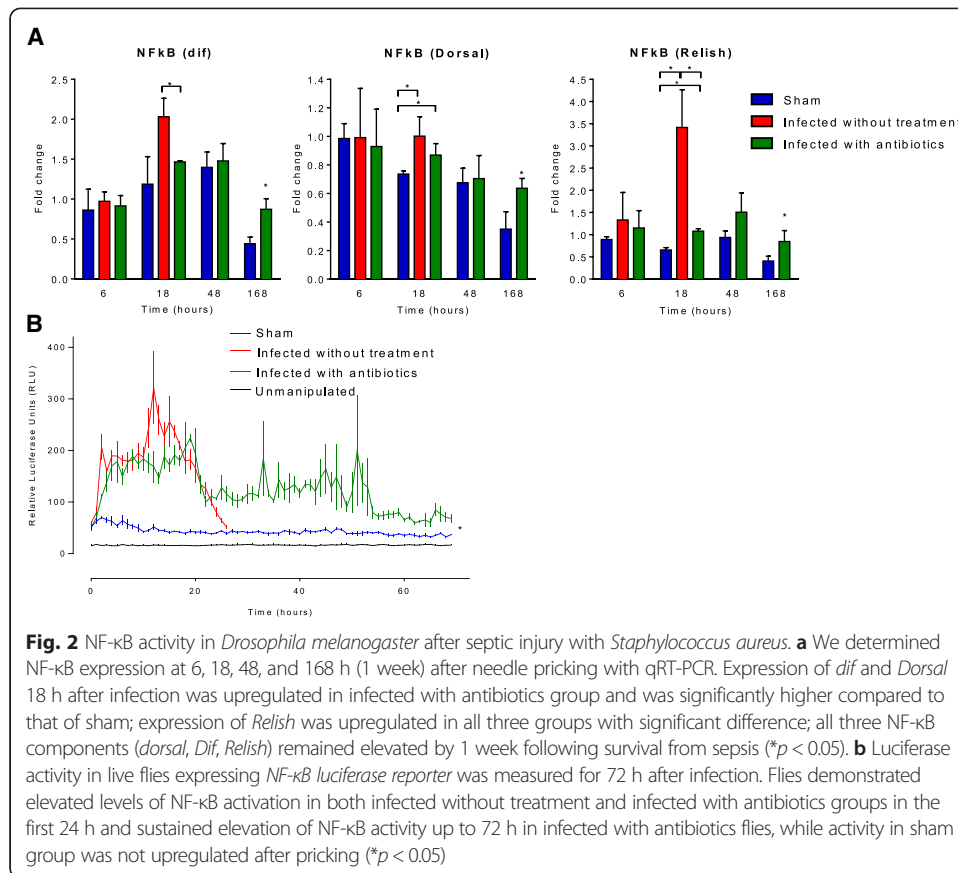 A
NFkB (dif)
NFkB (Dorsal)
NFkB (Relish)
Fold change
2.5
2.0
1.5
1.0
0.5
0.0
*
*
6 18 48 168
Time (hours)
Fold change
1.4
1.2
1.0
0.8
0.6
0.4
0.2
0.0
*
*
*
6 18 48 168
Time (hours)
Fold change
4.5
4.0
3.5
3.0
2.5
2.0
1.5
1.0
0.5
0.0
* *
*
*
6 18 48 168
Time (hours)
Sham
Infected without treatment
Infected with antibiotics
B
Sham
Infected without treatment
Infected with antibiotics
Unmanipulated
Relative Luciferase Units (RLU)
400
300
200
100
0
*
0 20 40 60
Time (hours)
Fig. 2 NF-κB activity in Drosophila melanogaster after septic injury with Staphylococcus aureus. a We determined
NF-κB expression at 6, 18, 48, and 168 h (1 week) after needle pricking with qRT-PCR. Expression of dif and Dorsal
18 h after infection was upregulated in infected with antibiotics group and was significantly higher compared to
that of sham; expression of Relish was upregulated in all three groups with significant difference; all three NF-κB
components (dorsal, Dif, Relish) remained elevated by 1 week following survival from sepsis (*p < 0.05). b Luciferase
activity in live flies expressing NF-κB luciferase reporter was measured for 72 h after infection. Flies demonstrated
elevated levels of NF-κB activation in both infected without treatment and infected with antibiotics groups in the
first 24 h and sustained elevation of NF-κB activity up to 72 h in infected with antibiotics flies, while activity in sham
group was not upregulated after pricking (*p < 0.05)